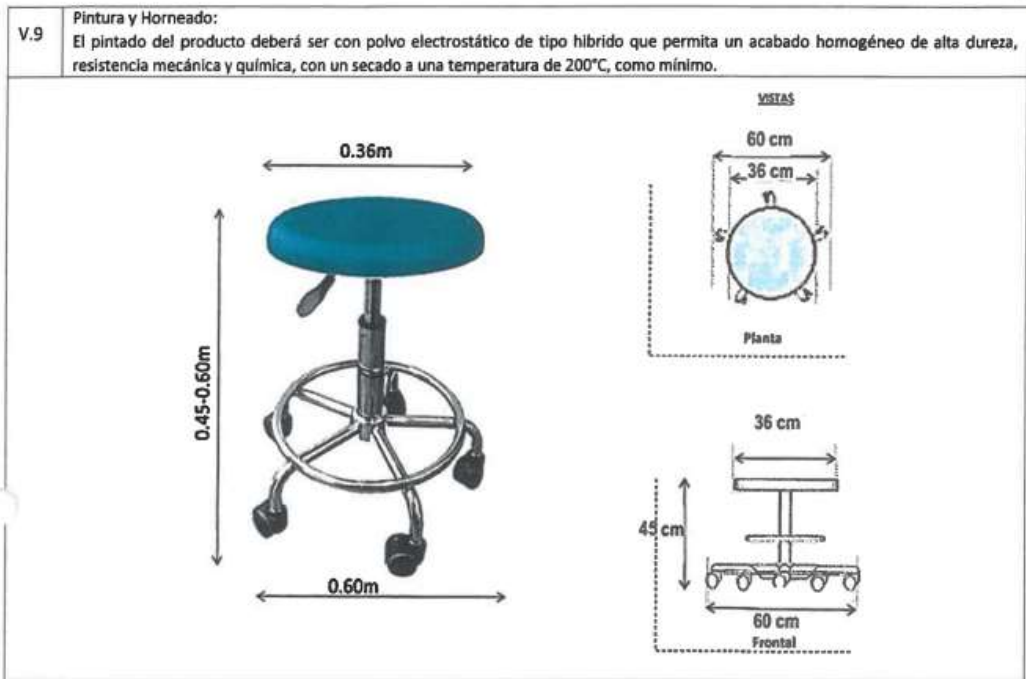 V.9
Pintura y Horneado:
El pintado del producto deberá ser con polvo electrostático de tipo hibrido que permita un acabado homogéneo de alta dureza,
resistencia mecánica y química, con un secado a una temperatura de 200°C, como mínimo.
VISTAS
0.36m
60 cm
36 cm
0.45-0.60m
Planta
0.60m
36 cm
45 cm
60 cm
Frontal